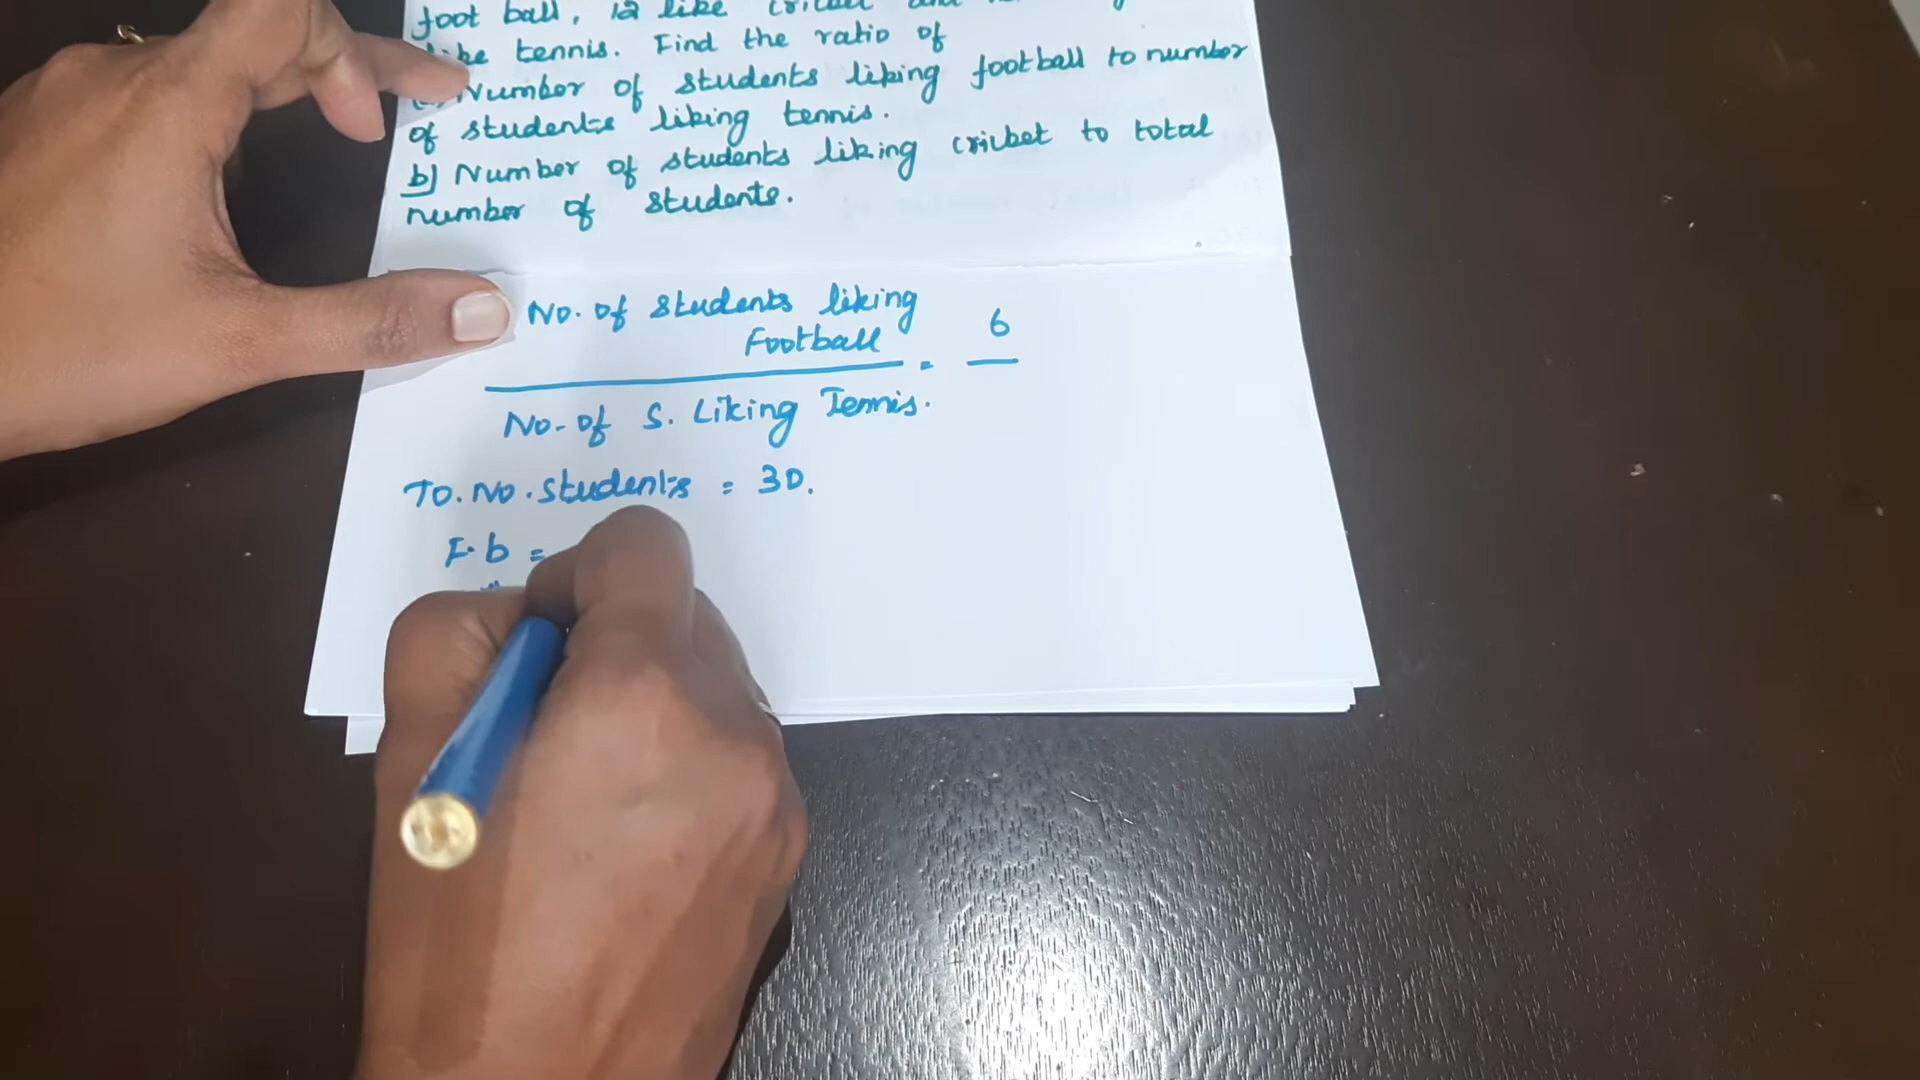 foot ball, 12 like cricket and
tennis. Find the ratio of
Number of students liking football to number
of students liking tennis.
b) Number of students liking cricket to total
number of students.
No. of students liking
Football = 6
No. of S. Liking Tennis.
To. No. students = 30.
F. b =